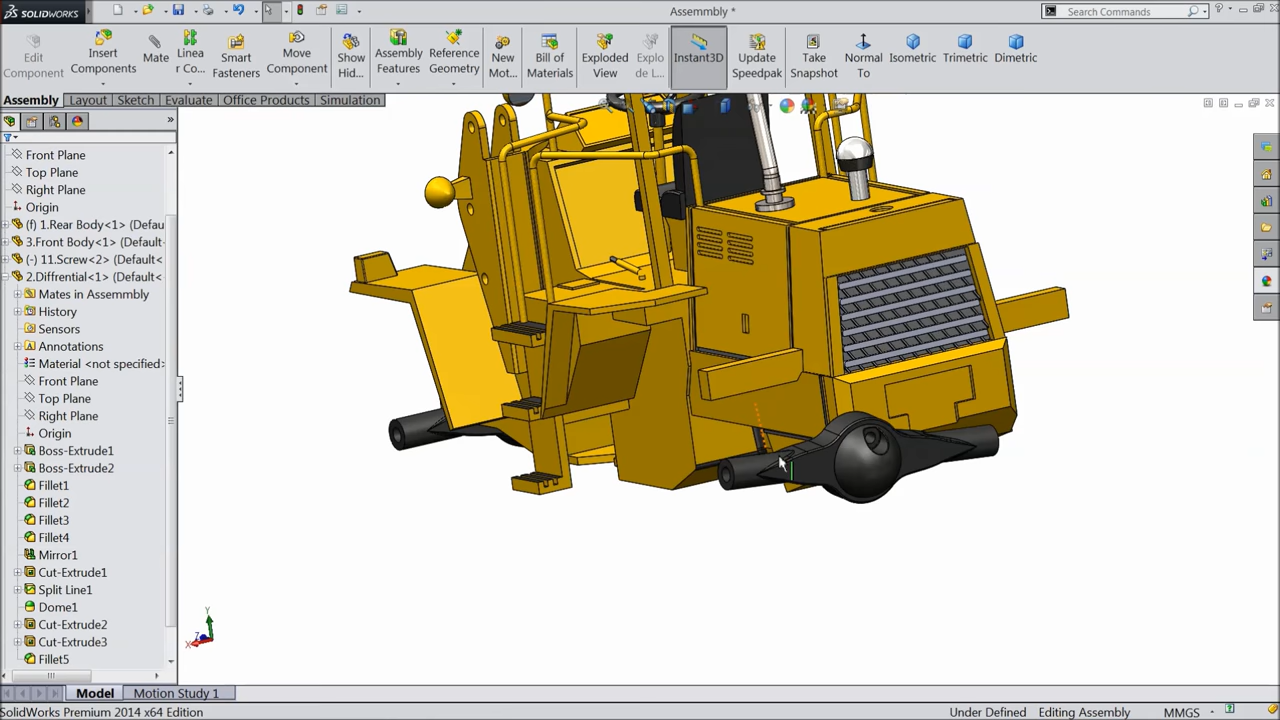 SOLIDWORKS
Assemmbly *
Search Commands
Edit Component
Insert Components
Mate
Linea r Co...
Smart Fasteners
Move Component
Show Hid...
Assembly Features
Reference Geometry
New Mot...
Bill of Materials
Exploded View
Explo de L...
Instant3D
Update Speedpak
Take Snapshot
Normal To
Isometric
Trimetric
Dimetric
Assembly
Layout
Sketch
Evaluate
Office Products
Simulation
Front Plane
Top Plane
Right Plane
Origin
(f) 1.Rear Body<1> (Defau
3.Front Body<1> (Default-
(-) 11.Screw<2> (Default<
2.Diffrential<1> (Default<
Mates in Assemmbly
History
Sensors
Annotations
Material <not specified>
Front Plane
Top Plane
Right Plane
Origin
Boss-Extrude1
Boss-Extrude2
Fillet1
Fillet2
Fillet3
Fillet4
Mirror1
Cut-Extrude1
Split Line1
Dome1
Cut-Extrude2
Cut-Extrude3
Fillet5
Y
X
Z
Model
Motion Study 1
SolidWorks Premium 2014 x64 Edition
Under Defined
Editing Assembly
MMGS